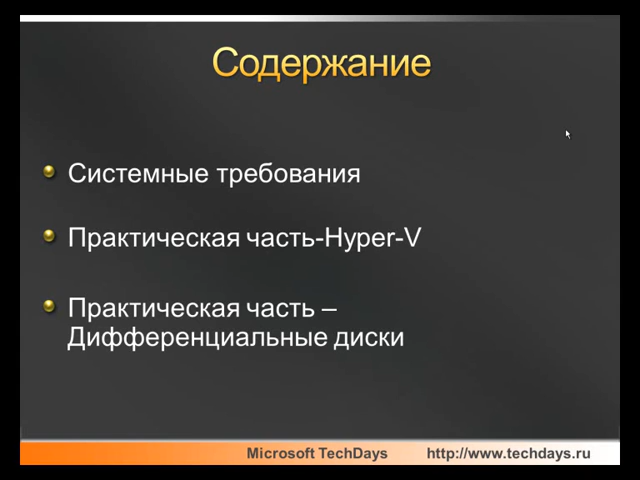 Содержание
Системные требования
Практическая часть-Hyper-V
Практическая часть –
Дифференциальные диски
Microsoft TechDays http://www.techdays.ru